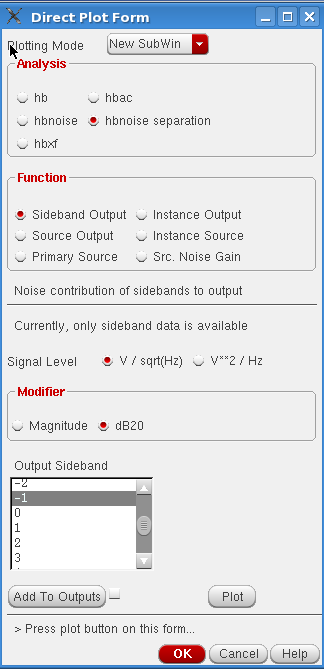 Direct Plot Form
Plotting Mode New SubWin
Analysis
hb hbac
hbnoise hbnoise separation
hbxf
Function
Sideband Output Instance Output
Source Output Instance Source
Primary Source Src. Noise Gain
Noise contribution of sidebands to output
Currently, only sideband data is available
Signal Level V / sqrt(Hz) V**2 / Hz
Modifier
Magnitude dB20
Output Sideband
-2
-1
0
1
2
3
Add To Outputs Plot
> Press plot button on this form...
OK Cancel Help